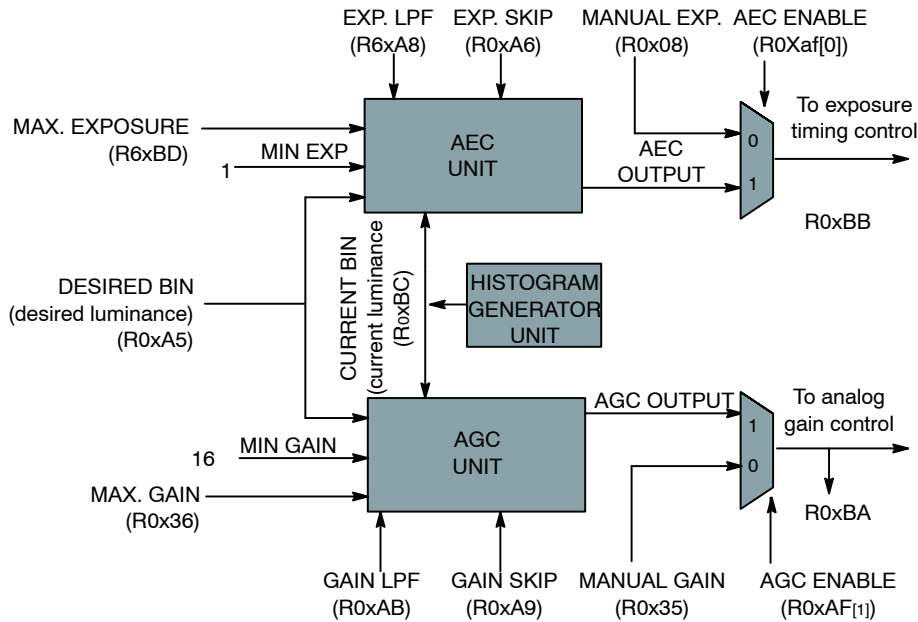 EXP. LPF
(R6xA8)
EXP. SKIP
(R0xA6)
MANUAL EXP.
(R0x08)
AEC ENABLE
(R0Xaf[0])
MAX. EXPOSURE
(R6xBD)
1
MIN EXP
AEC
UNIT
AEC
OUTPUT
0
1
To exposure
timing control
R0xBB
DESIRED BIN
(desired luminance)
(R0xA5)
CURRENT BIN
(current luminance
(R0xBC)
HISTOGRAM
GENERATOR
UNIT
16
MIN GAIN
MAX. GAIN
(R0x36)
AGC
UNIT
AGC OUTPUT
1
0
To analog
gain control
R0xBA
GAIN LPF
(R0xAB)
GAIN SKIP
(R0xA9)
MANUAL GAIN
(R0x35)
AGC ENABLE
(R0xAF[1])